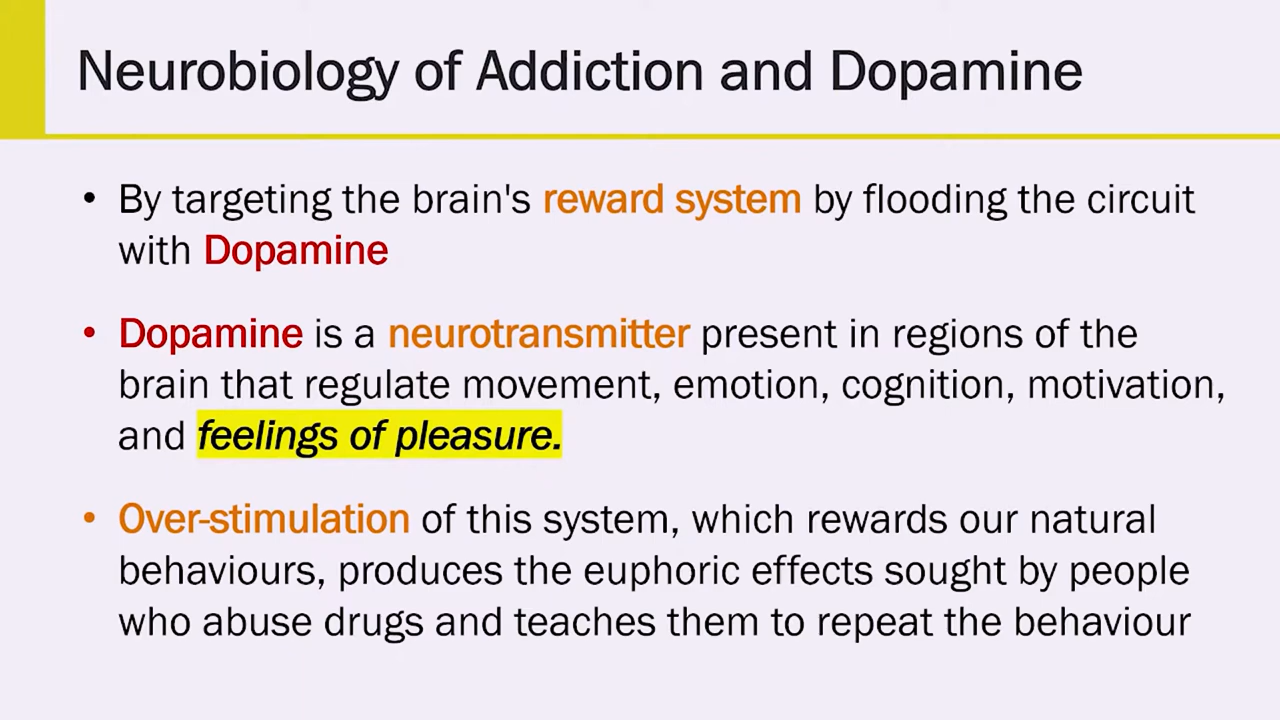 Neurobiology of Addiction and Dopamine
• By targeting the brain's reward system by flooding the circuit
with Dopamine
• Dopamine is a neurotransmitter present in regions of the
brain that regulate movement, emotion, cognition, motivation,
and feelings of pleasure.
• Over-stimulation of this system, which rewards our natural
behaviours, produces the euphoric effects sought by people
who abuse drugs and teaches them to repeat the behaviour